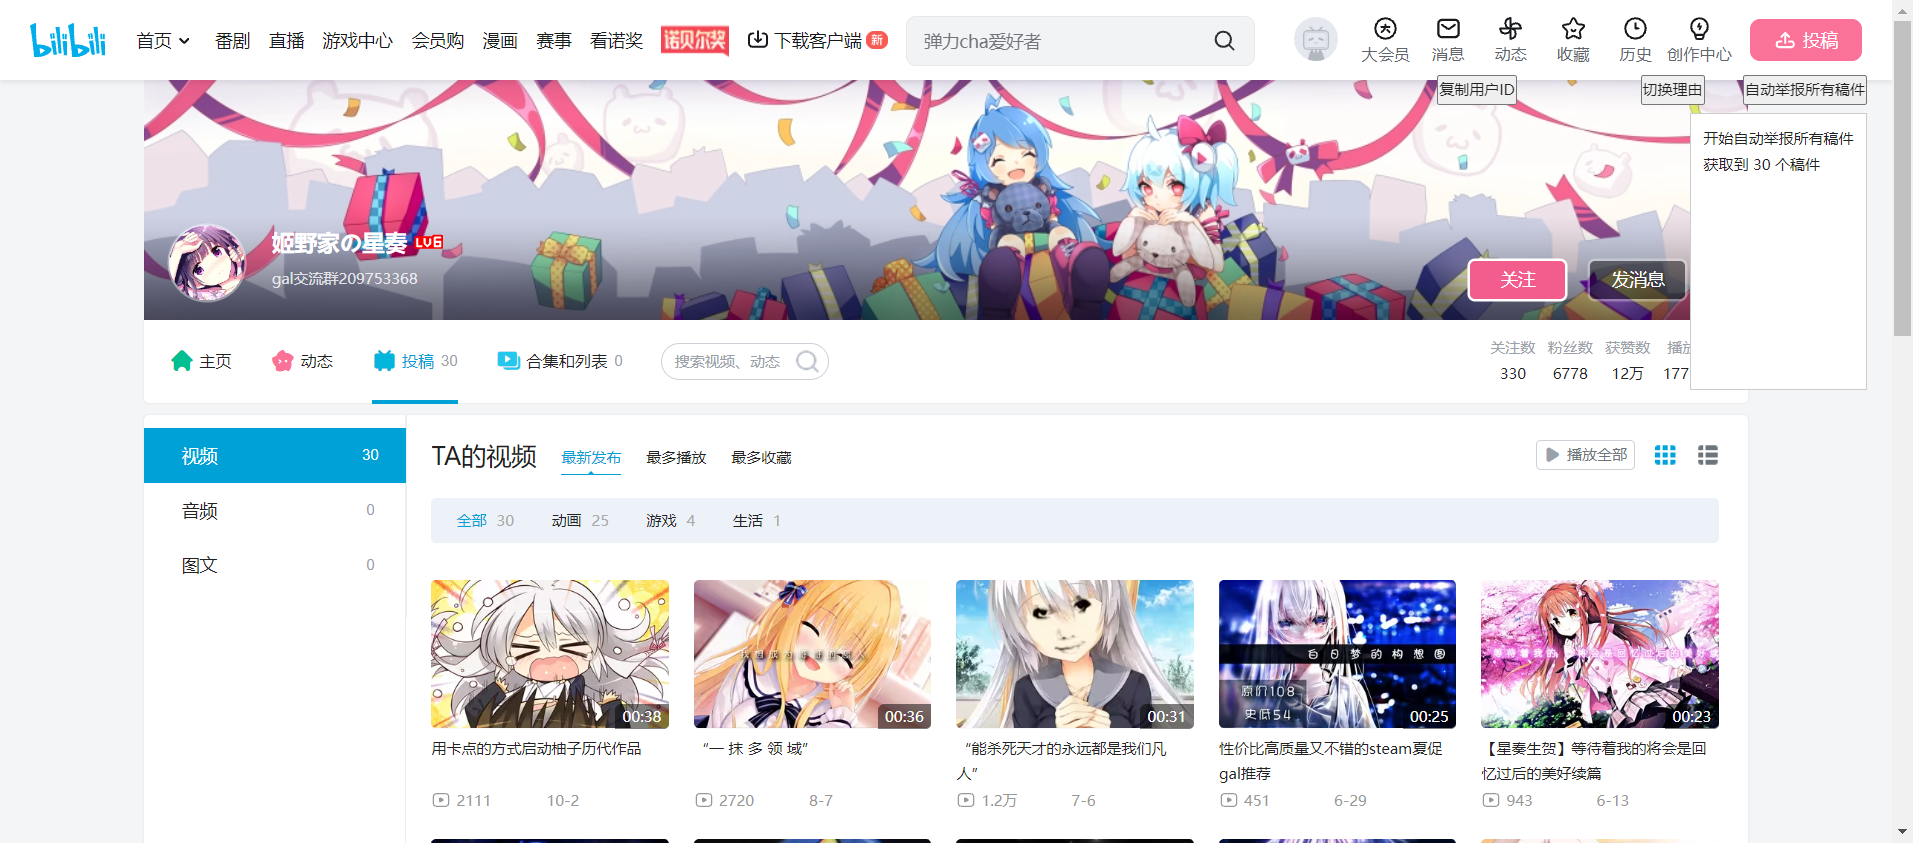 bilibili
首页
番剧
直播
游戏中心
会员购
漫画
赛事
看诺奖
诺贝尔奖
下载客户端 新
弹力cha爱好者
大会员
消息
动态
收藏
历史
创作中心
投稿
复制用户ID
切换理由
自动举报所有稿件
开始自动举报所有稿件
获取到 30 个稿件
姬野家の星奏 LV6
gal交流群209753368
关注
发消息
主页
动态
投稿 30
合集和列表 0
搜索视频、动态
关注数 粉丝数 获赞数 播放
330 6778 12万 177
视频 30
音频 0
图文 0
TA的视频
最新发布
最多播放
最多收藏
播放全部
全部 30
动画 25
游戏 4
生活 1
00:38
00:36
00:31
白日梦的构想图
原价108
史低54
00:25
00:23
用卡点的方式启动柚子历代作品
“一 抹 多 领 域”
“能杀死天才的永远都是我们凡
人”
性价比高质量又不错的steam夏促
gal推荐
【星奏生贺】等待着我的将会是回
忆过后的美好续篇
2111 10-2
2720 8-7
1.2万 7-6
451 6-29
943 6-13